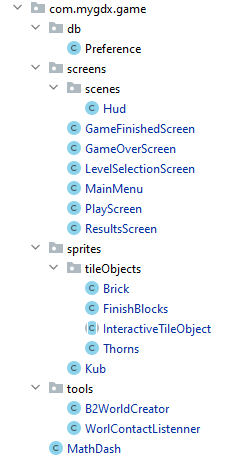 com.mygdx.game
db
Preference
screens
scenes
Hud
GameFinishedScreen
GameOverScreen
LevelSelectionScreen
MainMenu
PlayScreen
ResultsScreen
sprites
tileObjects
Brick
FinishBlocks
InteractiveTileObject
Thorns
Kub
tools
B2WorldCreator
WorlContactListenner
MathDash